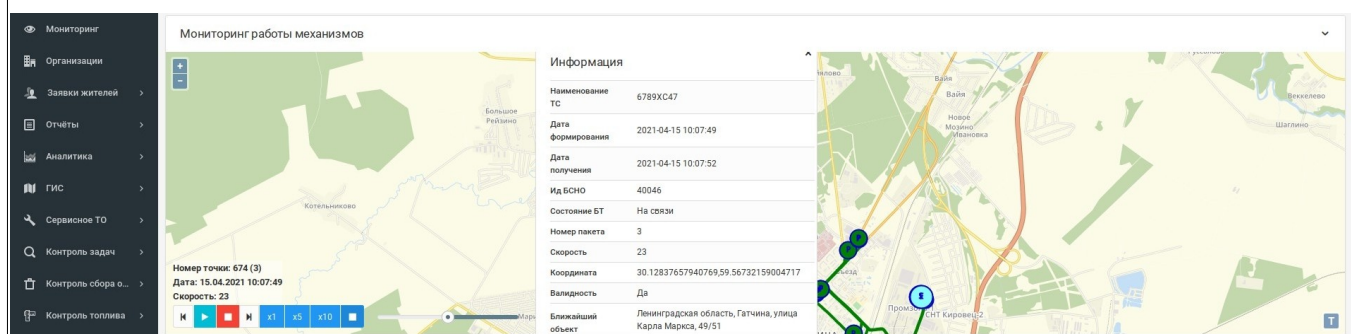 Мониторинг
Организации
Заявки жителей
Отчёты
Аналитика
ГИС
Сервисное ТО
Контроль задач
Контроль сбора о...
Контроль топлива
Мониторинг работы механизмов
+
-
Большое
Рейзино
Котельниково
Номер точки: 674 (3)
Дата: 15.04.2021 10:07:49
Скорость: 23
x1 x5 x10
Мары
Информация
Наименование
ТС
6789ХС47
Дата
формирования
2021-04-15 10:07:49
Дата
получения
2021-04-15 10:07:52
Ид БСНО
40046
Состояние БТ
На связи
Номер пакета
3
Скорость
23
Координата
30.12837657940769,59.56732159004717
Валидность
Да
Ближайший
объект
Ленинградская область, Гатчина, улица
Карла Маркса, 49/51
Вайя
Вайя
Новое
Мозино
Ивановка
Веккелево
Шаглино
СНТ Кировец-2
T